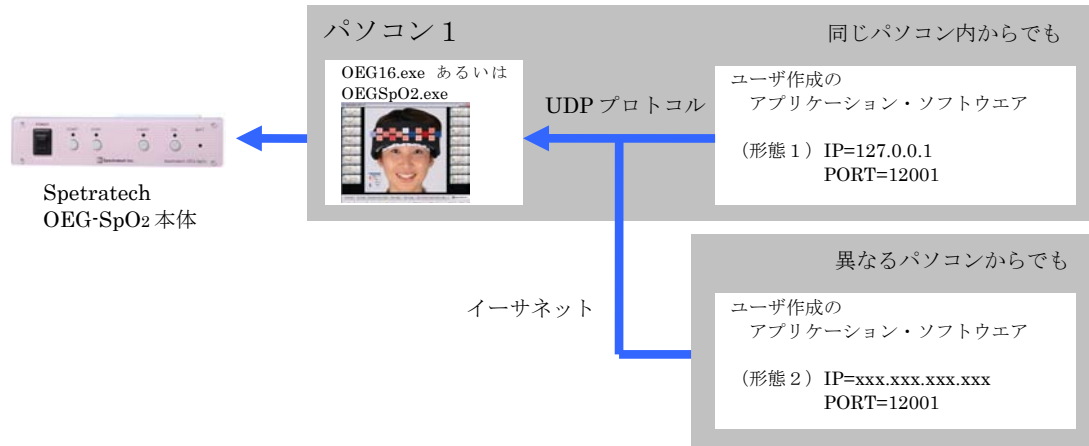 パソコン１
同じパソコン内からでも
OEG16.exe あるいは
OEGSpO2.exe
UDP プロトコル
ユーザ作成の
アプリケーション・ソフトウエア
（形態１）IP=127.0.0.1
PORT=12001
Spetratech
OEG-SpO2 本体
異なるパソコンからでも
イーサネット
ユーザ作成の
アプリケーション・ソフトウエア
（形態２）IP=xxx.xxx.xxx.xxx
PORT=12001